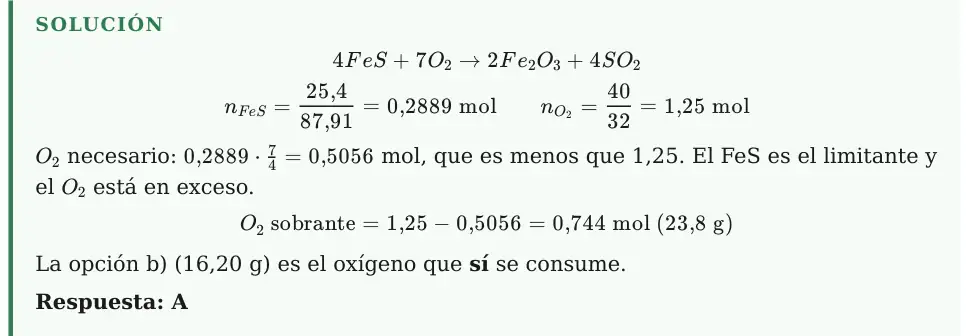 SOLUCIÓN
4FeS + 7O₂ → 2Fe₂O₃ + 4SO₂
n_FeS = 25,4/87,91 = 0,2889 mol n_O₂ = 40/32 = 1,25 mol
O₂ necesario: 0,2889 · 7/4 = 0,5056 mol, que es menos que 1,25. El FeS es el limitante y
el O₂ está en exceso.
O₂ sobrante = 1,25 − 0,5056 = 0,744 mol (23,8 g)
La opción b) (16,20 g) es el oxígeno que sí se consume.
Respuesta: A